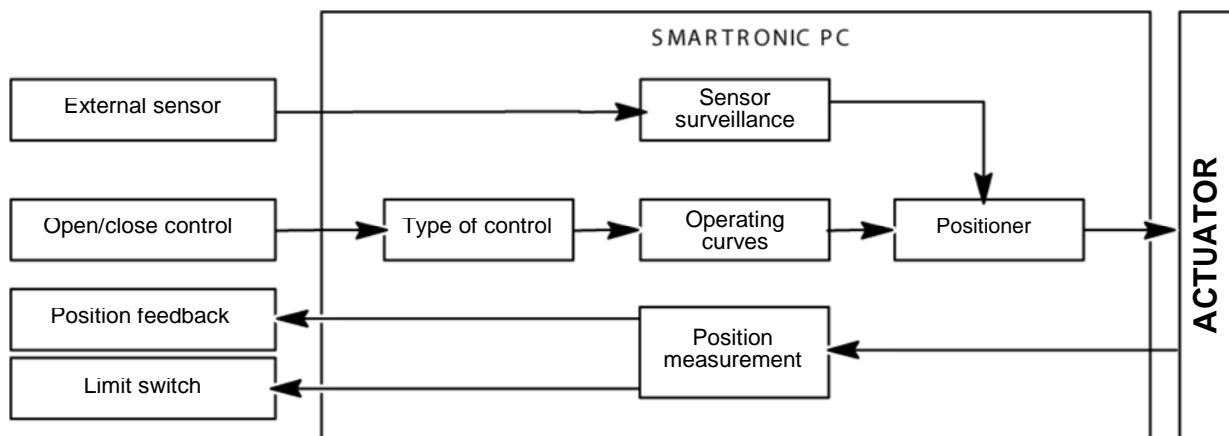 SMARTRONIC PC
External sensor
Sensor
surveillance
Open/close control
Type of control
Operating
curves
Positioner
ACTUATOR
Position feedback
Position
measurement
Limit switch